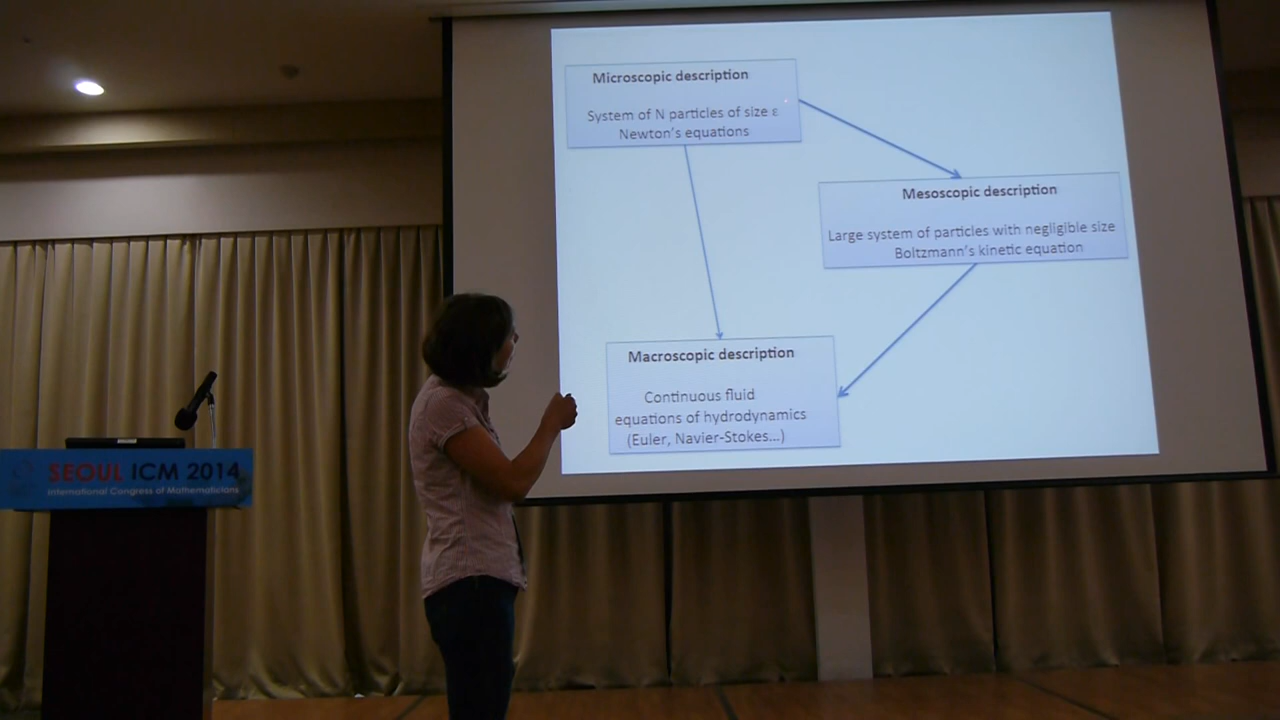 Microscopic description
System of N particles of size ε
Newton's equations
Mesoscopic description
Large system of particles with negligible size
Boltzmann's kinetic equation
Macroscopic description
Continuous fluid
equations of hydrodynamics
(Euler, Navier-Stokes...)
SEOUL ICM 2014
International Congress of Mathematicians